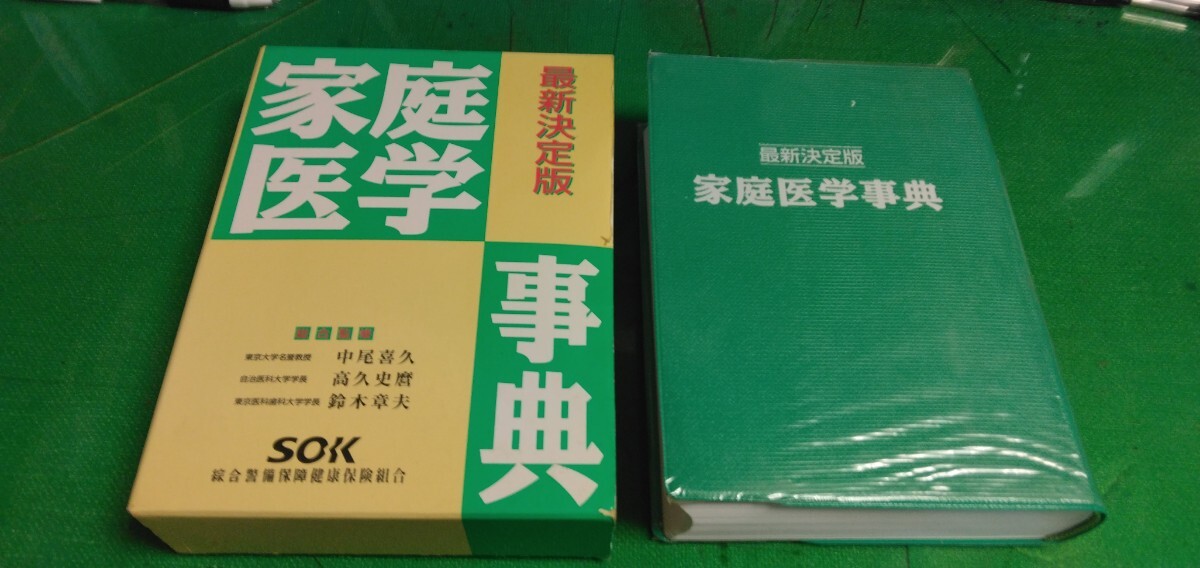 家庭
医学
事典
最新決定版
東京大学名誉教授 中尾喜久
自治医科大学学長 高久史麿
東京医科歯科大学学長 鈴木章夫
SOK
綜合警備保障健康保険組合
最新決定版
家庭医学事典